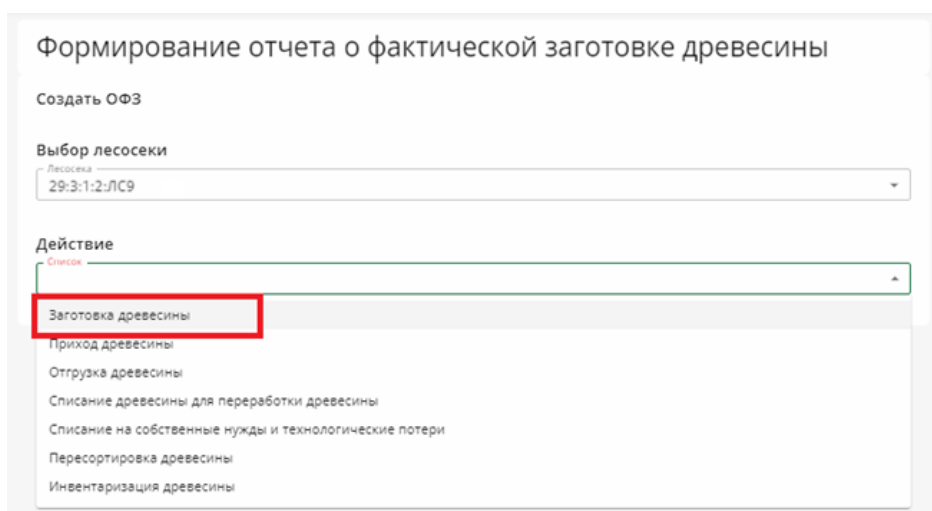 Формирование отчета о фактической заготовке древесины
Создать ОФЗ
Выбор лесосеки
Лесосека
29:3:1:2:ЛС9
Действие
Список
Заготовка древесины
Приход древесины
Отгрузка древесины
Списание древесины для переработки древесины
Списание на собственные нужды и технологические потери
Пересортировка древесины
Инвентаризация древесины